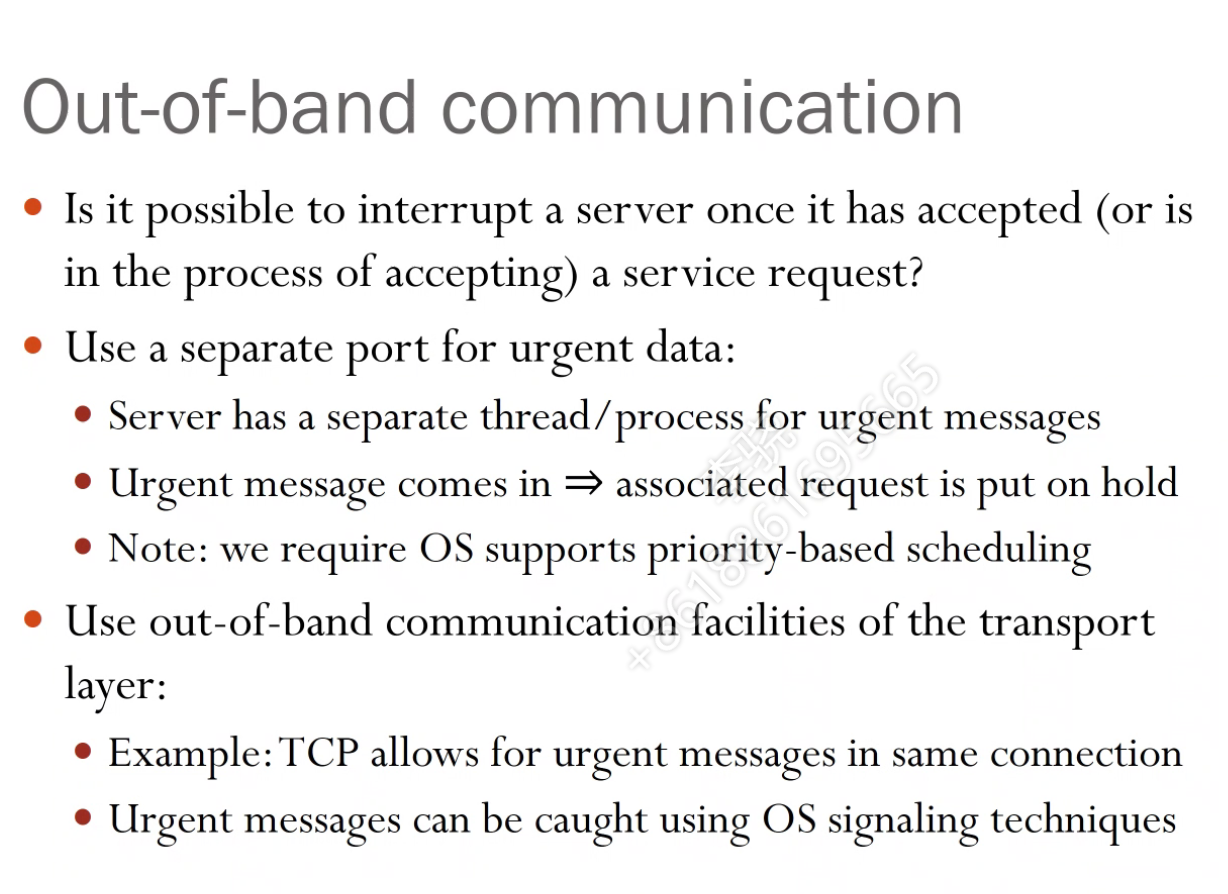 Out-of-band communication
• Is it possible to interrupt a server once it has accepted (or is
in the process of accepting) a service request?
• Use a separate port for urgent data:
• Server has a separate thread/process for urgent messages
• Urgent message comes in ⇒ associated request is put on hold
• Note: we require OS supports priority-based scheduling
• Use out-of-band communication facilities of the transport
layer:
• Example: TCP allows for urgent messages in same connection
• Urgent messages can be caught using OS signaling techniques